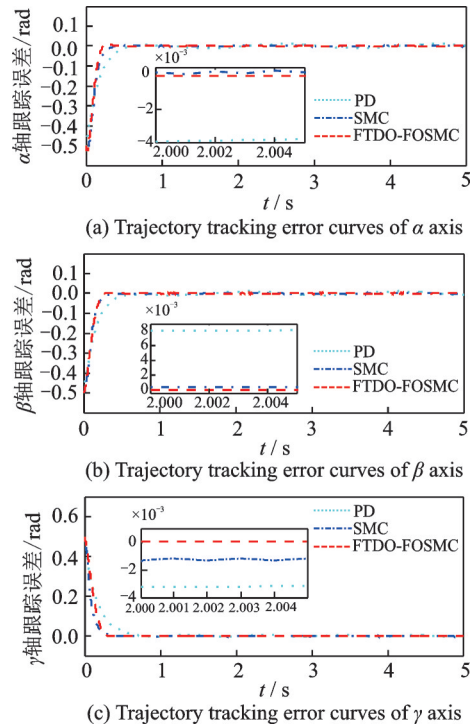 0.1
0.0
−0.1
−0.2
−0.3
−0.4
−0.5
α轴跟踪误差/rad
×10⁻³
0
−2
−4
2.000 2.002 2.004
PD
SMC
FTDO-FOSMC
0 1 2 3 4 5
t / s
(a) Trajectory tracking error curves of α axis
0.1
0.0
−0.1
−0.2
−0.3
−0.4
−0.5
β轴跟踪误差/rad
×10⁻³
8
6
4
2
0
2.000 2.002 2.004
PD
SMC
FTDO-FOSMC
0 1 2 3 4 5
t / s
(b) Trajectory tracking error curves of β axis
0.6
0.4
0.2
0.0
γ轴跟踪误差/rad
×10⁻³
0
−2
−4
2.000 2.001 2.002 2.003 2.004
PD
SMC
FTDO-FOSMC
0 1 2 3 4 5
t / s
(c) Trajectory tracking error curves of γ axis